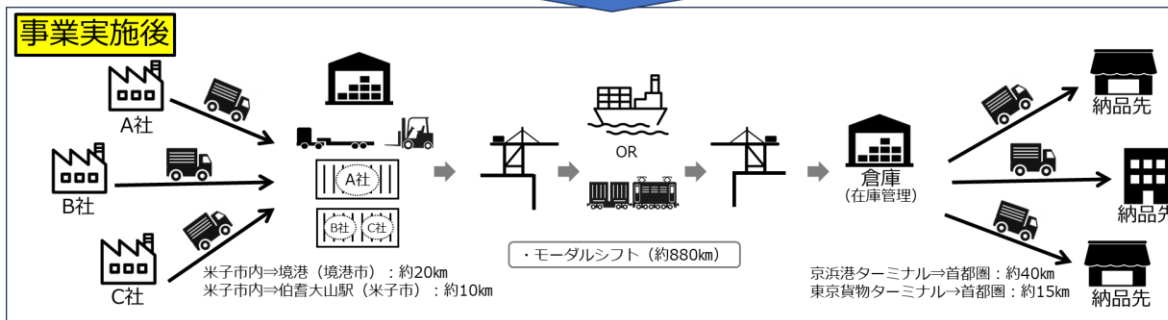 事業実施後
A社
B社
C社
A社
B社
C社
米子市内⇒境港（境港市）：約20km
米子市内⇒伯耆大山駅（米子市）：約10km
OR
・モーダルシフト（約880km）
倉庫
(在庫管理)
京浜港ターミナル⇒首都圏：約40km
東京貨物ターミナル⇒首都圏：約15km
納品先
納品先
納品先